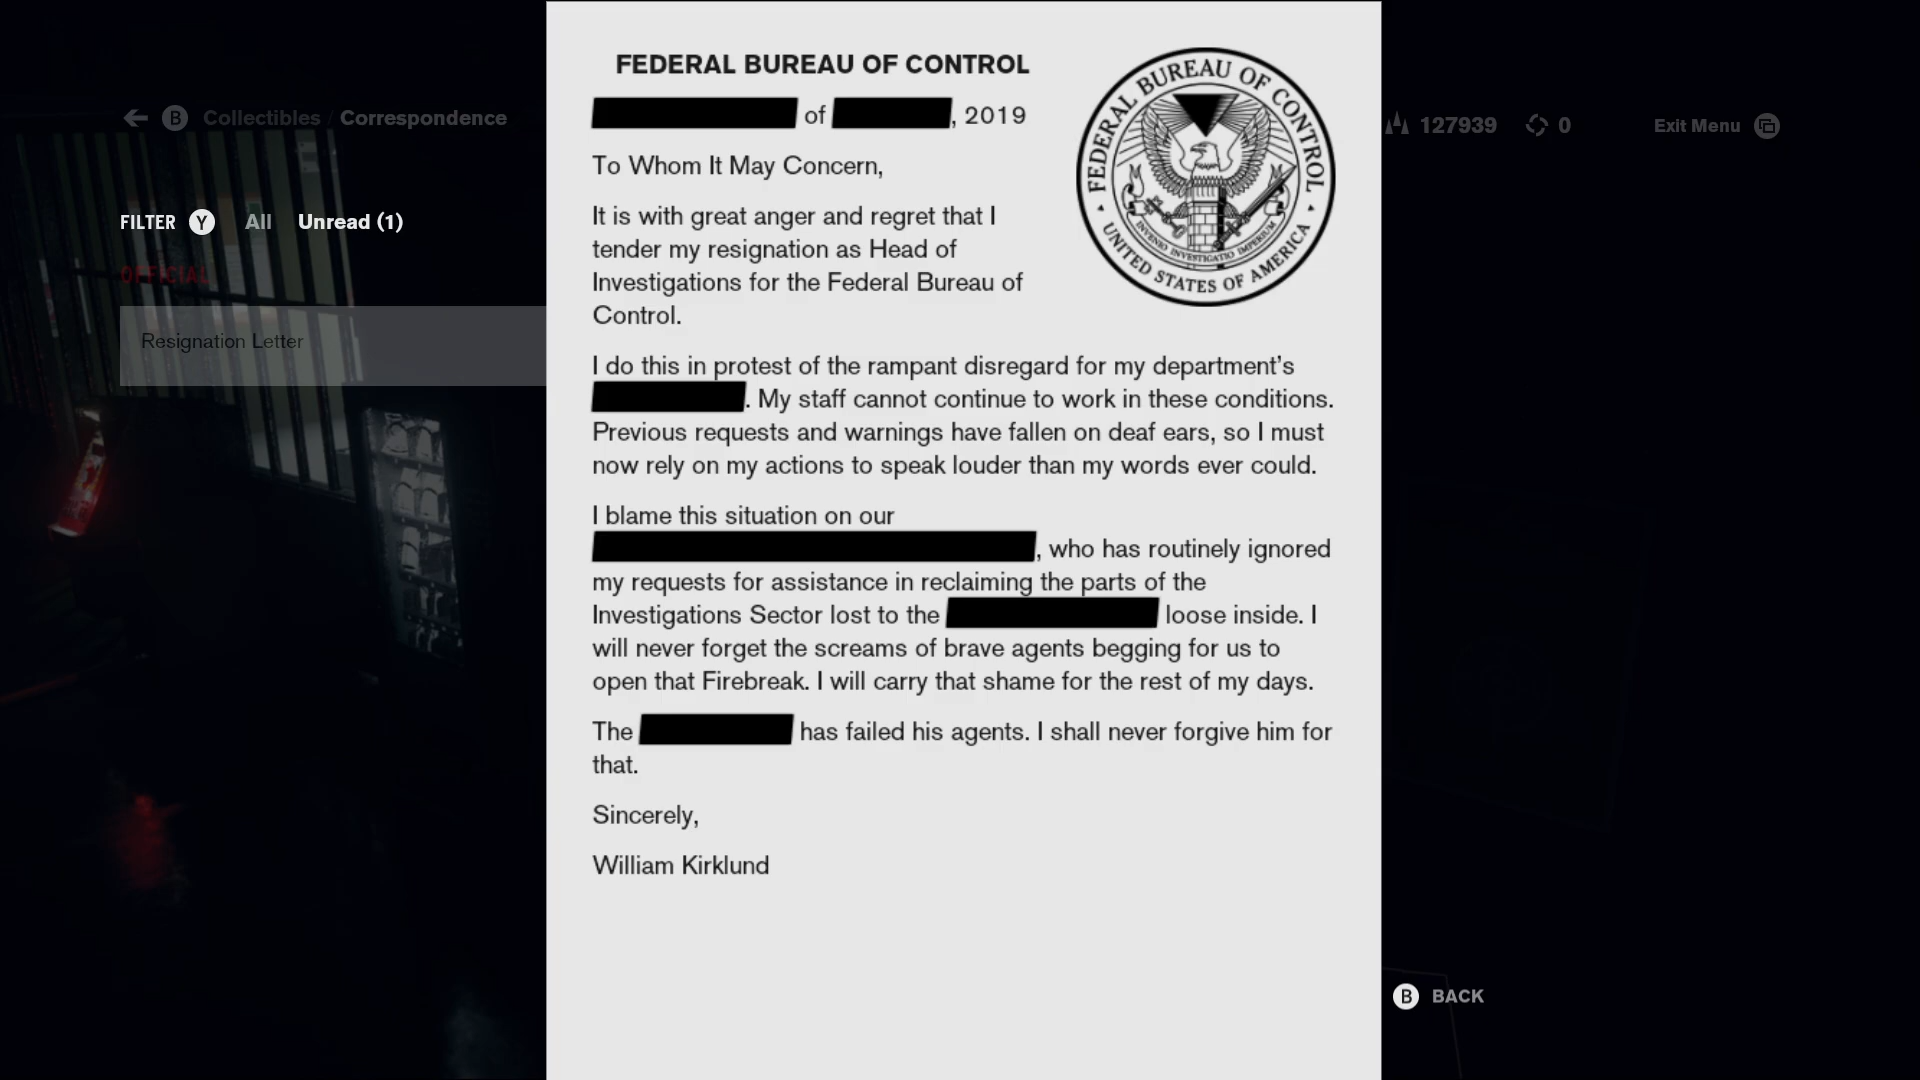 FEDERAL BUREAU OF CONTROL
of , 2019
FEDERAL BUREAU OF CONTROL
UNITED STATES OF AMERICA
INVENIO INVESTIGATIO IMPERIUM
B Collectibles / Correspondence
127939 0 Exit Menu
To Whom It May Concern,
FILTER Y All Unread (1)
It is with great anger and regret that I
tender my resignation as Head of
Investigations for the Federal Bureau of
Control.
OFFICIAL
Resignation Letter
I do this in protest of the rampant disregard for my department’s
. My staff cannot continue to work in these conditions.
Previous requests and warnings have fallen on deaf ears, so I must
now rely on my actions to speak louder than my words ever could.
I blame this situation on our
, who has routinely ignored
my requests for assistance in reclaiming the parts of the
Investigations Sector lost to the loose inside. I
will never forget the screams of brave agents begging for us to
open that Firebreak. I will carry that shame for the rest of my days.
The has failed his agents. I shall never forgive him for
that.
Sincerely,
William Kirklund
B BACK